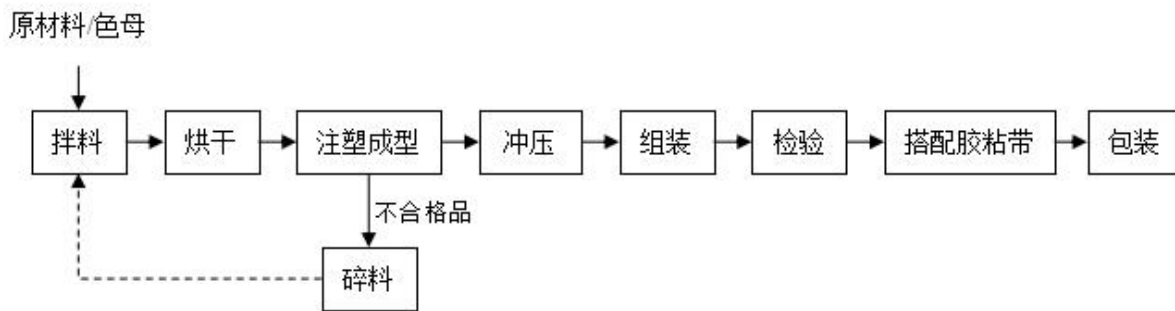 原材料/色母
拌料
烘干
注塑成型
冲压
组装
检验
搭配胶粘带
包装
不合格品
碎料